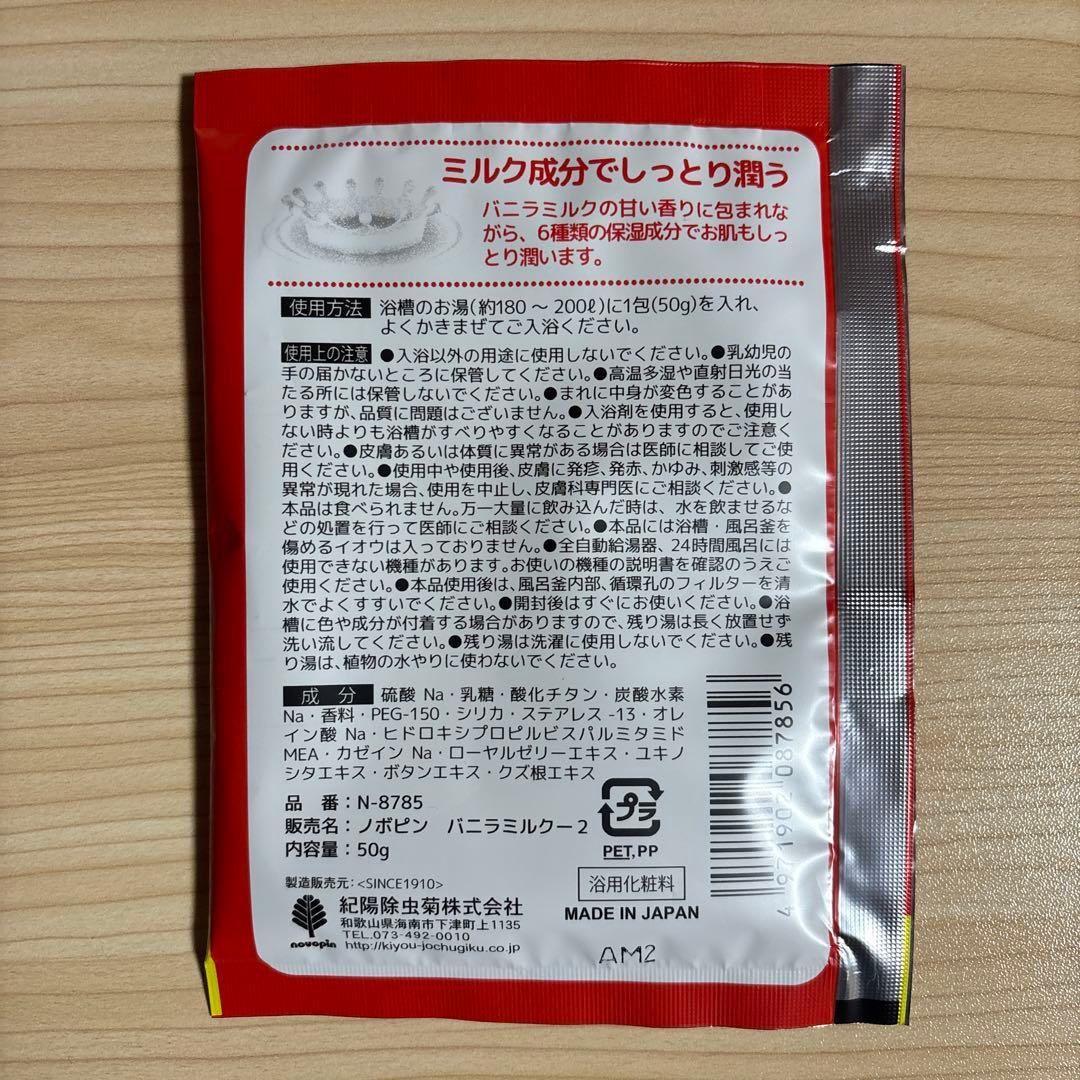 ミルク成分でしっとり潤う
バニラミルクの甘い香りに包まれな
がら、6種類の保湿成分でお肌もしっ
とり潤います。
使用方法 浴槽のお湯(約180 ～ 200ℓ)に1包(50g)を入れ、
よくかきまぜてご入浴ください。
使用上の注意 ●入浴以外の用途に使用しないでください。●乳幼児の
手の届かないところに保管してください。●高温多湿や直射日光の当
たる所には保管しないでください。●まれに中身が変色することがあ
りますが、品質に問題はございません。●入浴剤を使用すると、使用し
ない時よりも浴槽がすべりやすくなることがありますのでご注意く
ださい。●皮膚あるいは体質に異常がある場合は医師に相談してご使
用ください。●使用中や使用後、皮膚に発疹、発赤、かゆみ、刺激感等の
異常が現れた場合、使用を中止し、皮膚科専門医にご相談ください。●
本品は食べられません。万一大量に飲み込んだ時は、水を飲ませるな
どの処置を行って医師にご相談ください。●本品には浴槽・風呂釜を
傷めるイオウは入っておりません。●全自動給湯器、24時間風呂には
使用できない機種があります。お使いの機種の説明書を確認のうえご
使用ください。●本品使用後は、風呂釜内部、循環孔のフィルターを清
水でよくすすいでください。●開封後はすぐにお使いください。●浴
槽に色や成分が付着する場合がありますので、残り湯は長く放置せず
洗い流してください。●残り湯は洗濯に使用しないでください。●残
り湯は、植物の水やりに使わないでください。
成 分 硫酸 Na・乳糖・酸化チタン・炭酸水素
Na・香料・PEG-150・シリカ・ステアレス -13・オレ
イン酸 Na・ヒドロキシプロピルビスパルミタミド
MEA・カゼイン Na・ローヤルゼリーエキス・ユキノ
シタエキス・ボタンエキス・クズ根エキス
品 番：N-8785
販売名：ノボピン バニラミルクー2
内容量：50g
プラ
PET,PP
製造販売元：<SINCE1910>
紀陽除虫菊株式会社
和歌山県海南市下津町上1135
TEL.073-492-0010
http://kiyou-jochugiku.co.jp
novopin
浴用化粧料
MADE IN JAPAN
AM2
4 971902 087856